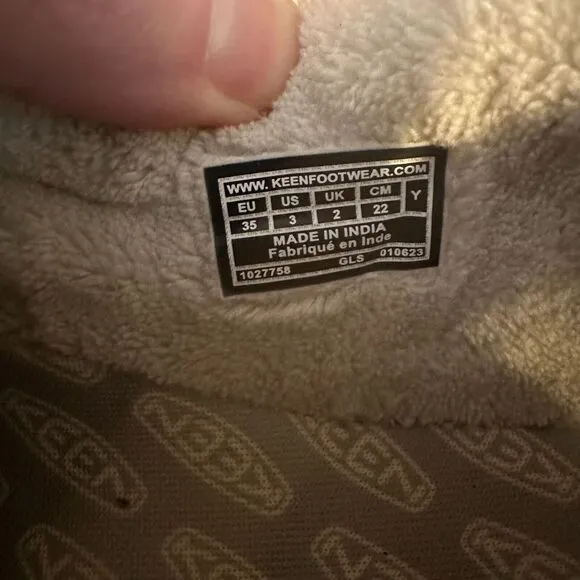 WWW. KEENFOOTWEAR.COM
EU US UK CM Y
35 3 2 22
MADE IN INDIA
Fabriqué en Inde
1027758 GLS 010623
KEEN KEEN KEEN KEEN